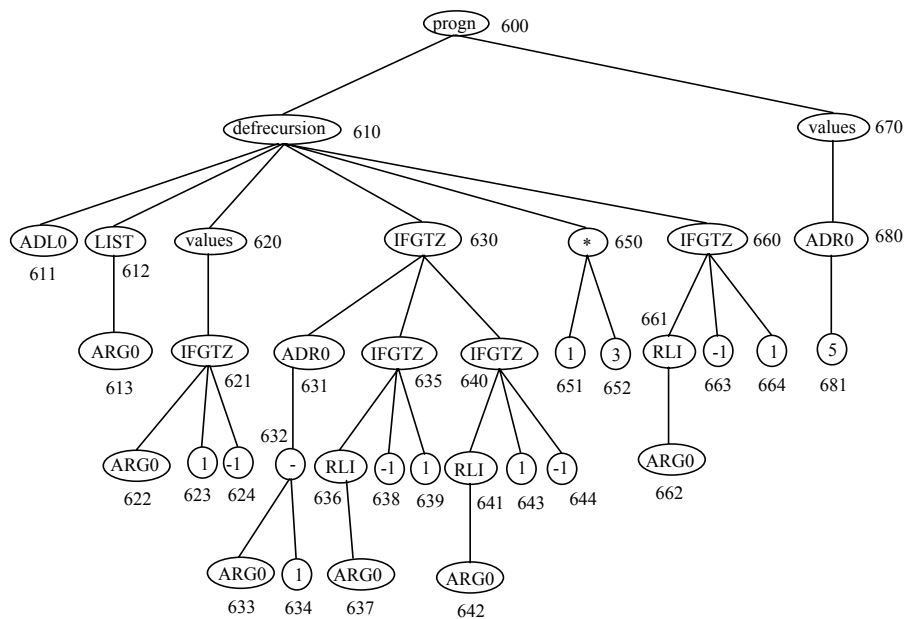 progn 600
defrecursion 610 values 670
ADL0 LIST values 620 IFGTZ 630 * 650 IFGTZ 660 ADR0 680
611 612
661
ARG0 IFGTZ ADR0 IFGTZ IFGTZ 1 3 RLI -1 1 5
613 621 631 635 640 651 652 663 664 681
632
ARG0 1 -1 - RLI -1 1 RLI 1 -1 ARG0
622 623 624 636 638 639 641 643 644 662
ARG0 1 ARG0 ARG0
633 634 637 642